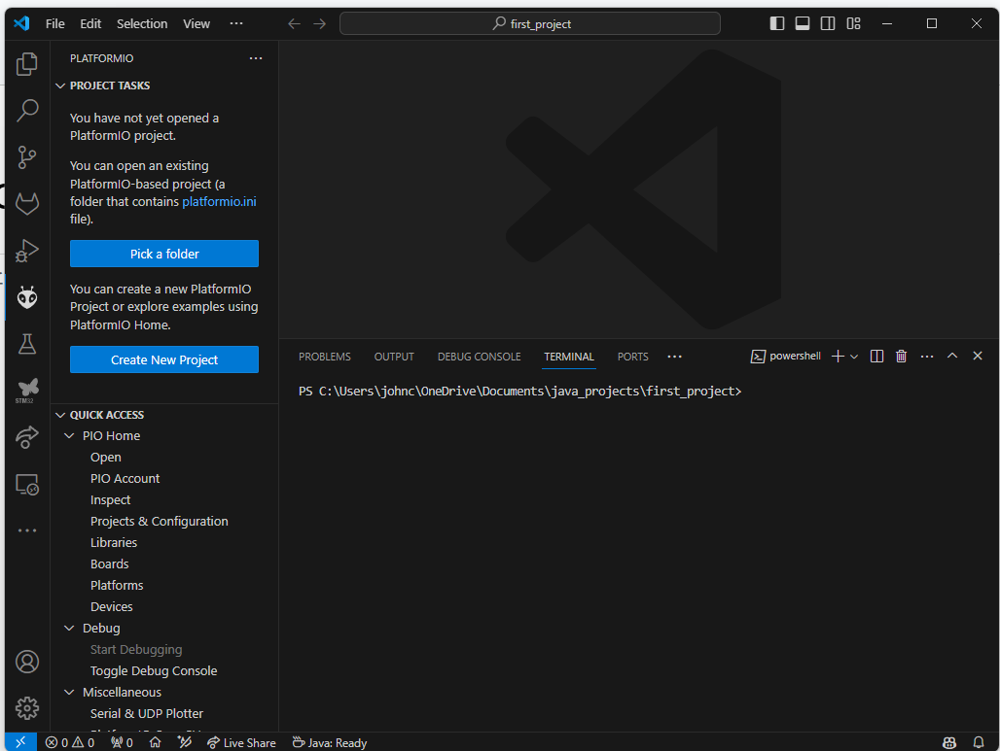 File Edit Selection View ···
first_project
PLATFORMIO
PROJECT TASKS
You have not yet opened a
PlatformIO project.
You can open an existing
PlatformIO-based project (a
folder that contains platformio.ini
file).
Pick a folder
You can create a new PlatformIO
Project or explore examples using
PlatformIO Home.
Create New Project
STM32
QUICK ACCESS
PIO Home
Open
PIO Account
Inspect
Projects & Configuration
Libraries
Boards
Platforms
Devices
Debug
Start Debugging
Toggle Debug Console
Miscellaneous
Serial & UDP Plotter
PROBLEMS OUTPUT DEBUG CONSOLE TERMINAL PORTS ··· powershell
PS C:\Users\johnc\OneDrive\Documents\java_projects\first_project>
0 0 0 Live Share Java: Ready